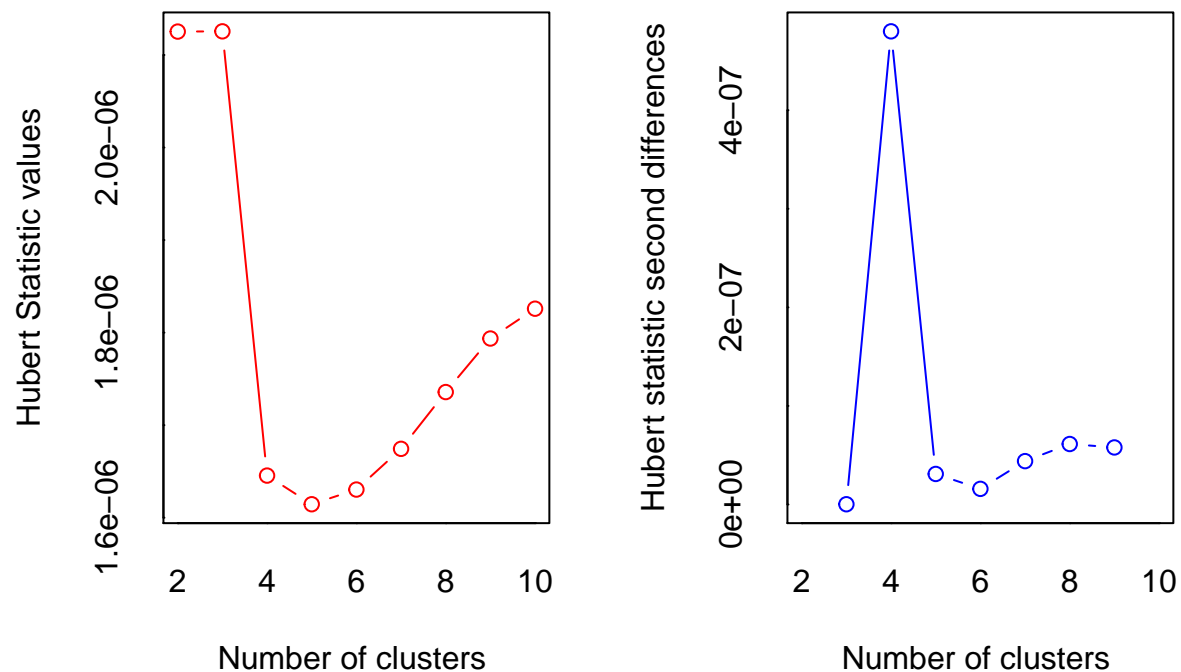 Hubert Statistic values
1.6e−06 1.8e−06 2.0e−06
2 4 6 8 10
Number of clusters
Hubert statistic second differences
0e+00 2e−07 4e−07
2 4 6 8 10
Number of clusters